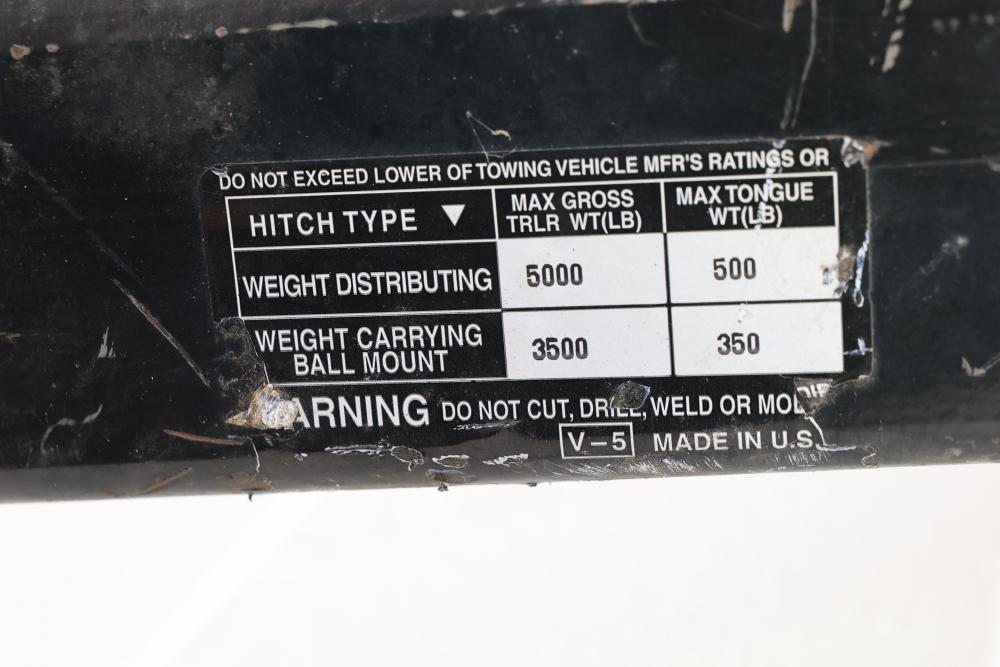 DO NOT EXCEED LOWER OF TOWING VEHICLE MFR'S RATINGS OR
HITCH TYPE ▼ MAX GROSS TRLR WT(LB) MAX TONGUE WT(LB)
WEIGHT DISTRIBUTING 5000 500
WEIGHT CARRYING BALL MOUNT 3500 350
WARNING DO NOT CUT, DRILL, WELD OR MODIF
V-5 MADE IN U.S.